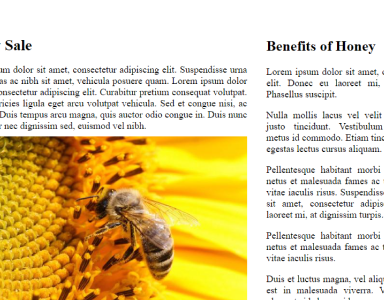 Sale
um dolor sit amet, consectetur adipiscing elit. Suspendisse urna
as ac nibh sit amet, vehicula posuere quam. Lorem ipsum dolor
onsectetur adipiscing elit. Curabitur pretium consequat volutpat.
ricies ligula eget arcu volutpat vehicula. Sed et congue nisi, ac
Duis tempus arcu magna, quis auctor odio congue in. Duis nunc
r nec dignissim sed, euismod vel nibh.
Benefits of Honey
Lorem ipsum dolor sit amet, c
elit. Donec eu laoreet mi,
Phasellus suscipit.
Nulla mollis lacus vel velit
justo tincidunt. Vestibulum
metus id commodo. Etiam tinc
egestas lectus cursus aliquam.
Pellentesque habitant morbi
netus et malesuada fames ac t
vitae iaculis risus. Suspendisse
sit amet, consectetur adipisc
laoreet mi, at dignissim turpis.
Pellentesque habitant morbi
netus et malesuada fames ac t
vitae iaculis risus.
Duis et luctus magna, vel aliqu
est in malesuada viverra. V